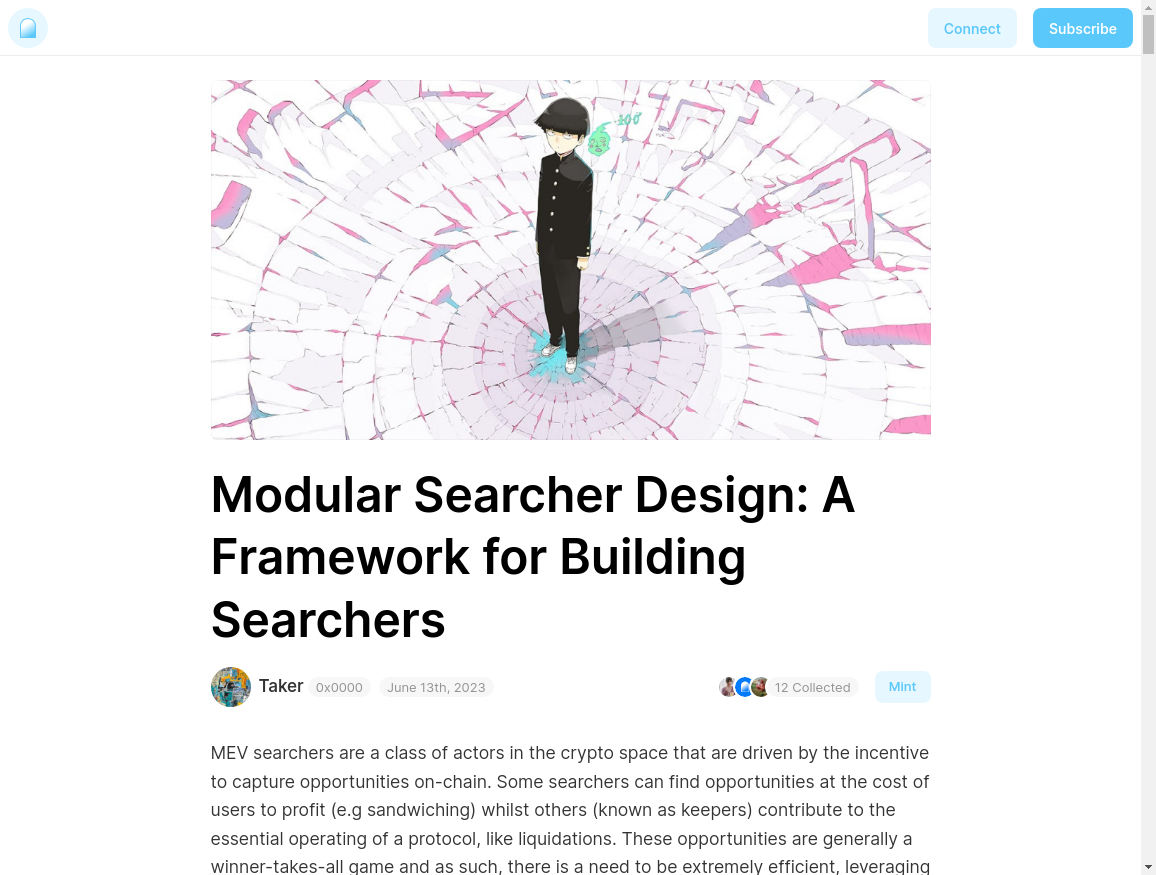 Connect
Subscribe
100
Modular Searcher Design: A
Framework for Building
Searchers
Taker 0x0000 June 13th, 2023
12 Collected
Mint
MEV searchers are a class of actors in the crypto space that are driven by the incentive
to capture opportunities on-chain. Some searchers can find opportunities at the cost of
users to profit (e.g sandwiching) whilst others (known as keepers) contribute to the
essential operating of a protocol, like liquidations. These opportunities are generally a
winner-takes-all game and as such, there is a need to be extremely efficient, leveraging